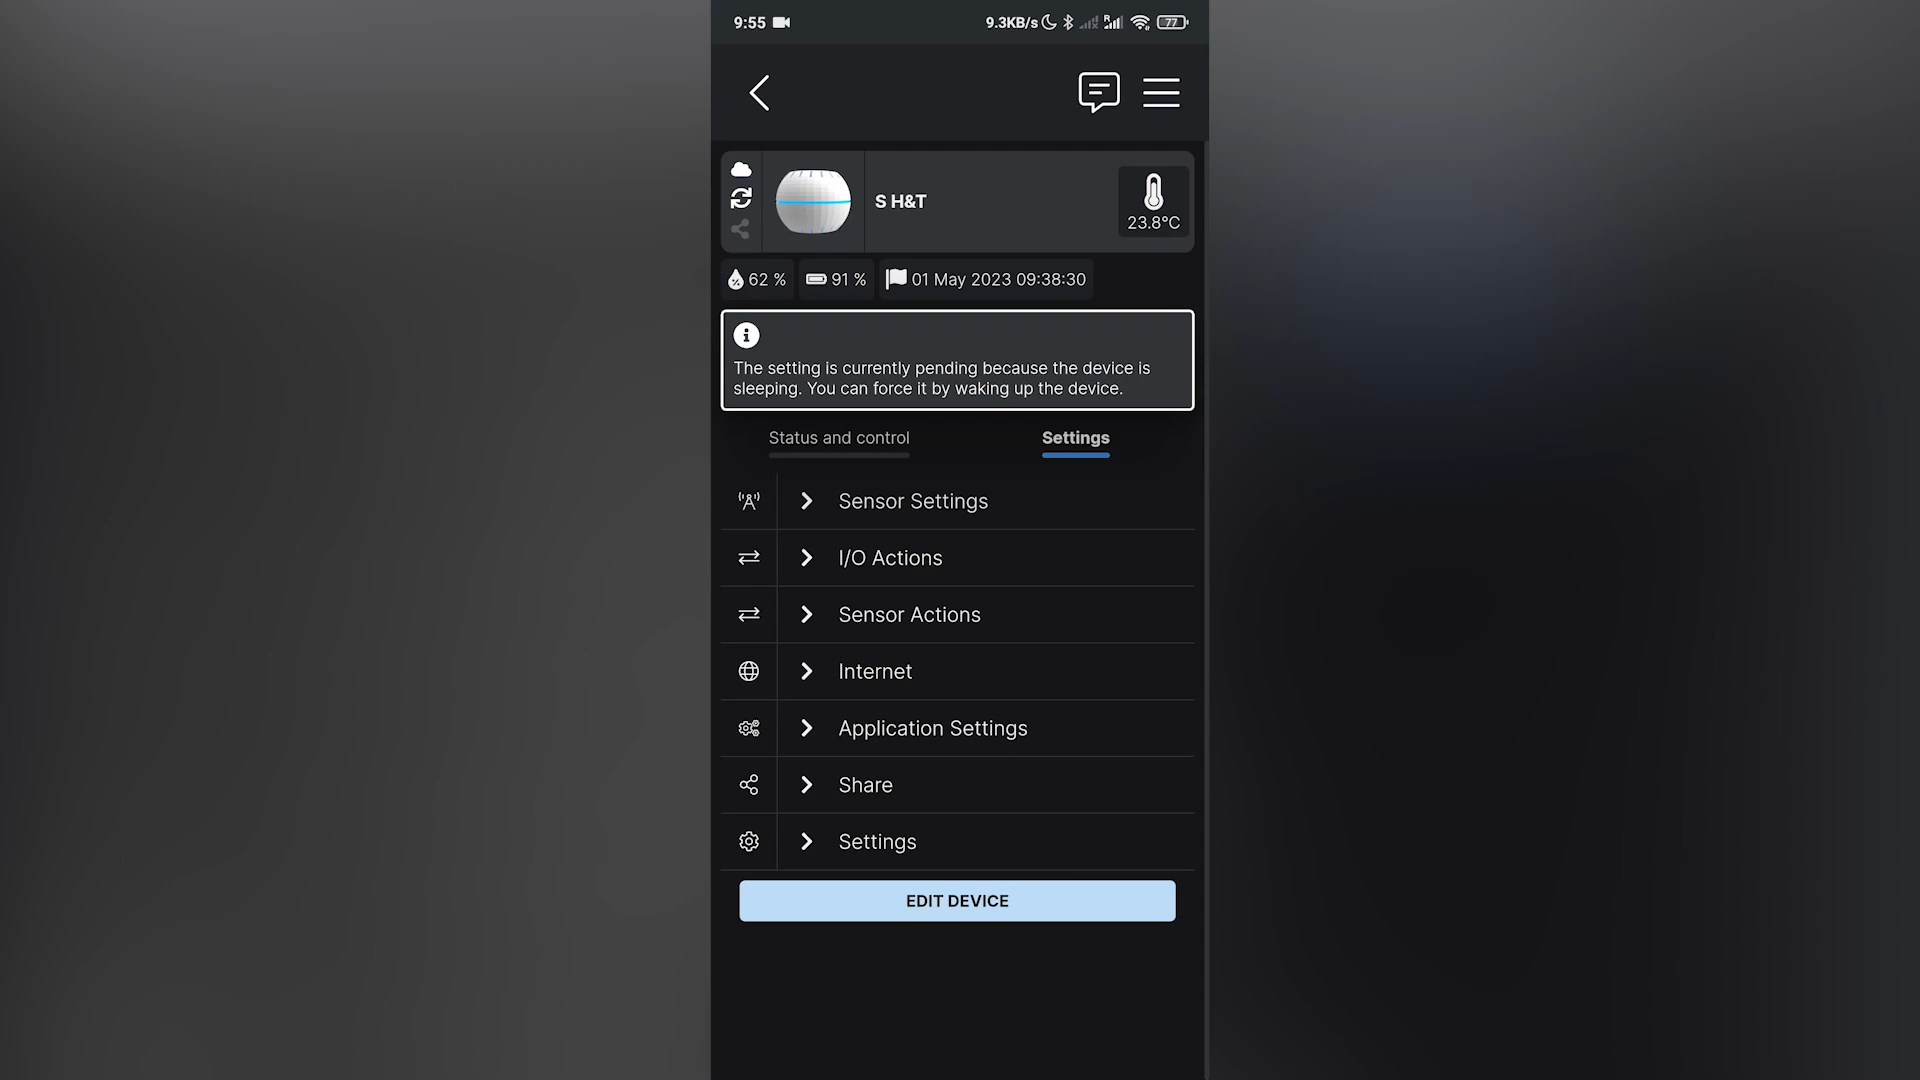 9:55 9.3KB/s R 77
S H&T
23.8°C
62 % 91 % 01 May 2023 09:38:30
The setting is currently pending because the device is
sleeping. You can force it by waking up the device.
Status and control Settings
Sensor Settings
I/O Actions
Sensor Actions
Internet
Application Settings
Share
Settings
EDIT DEVICE